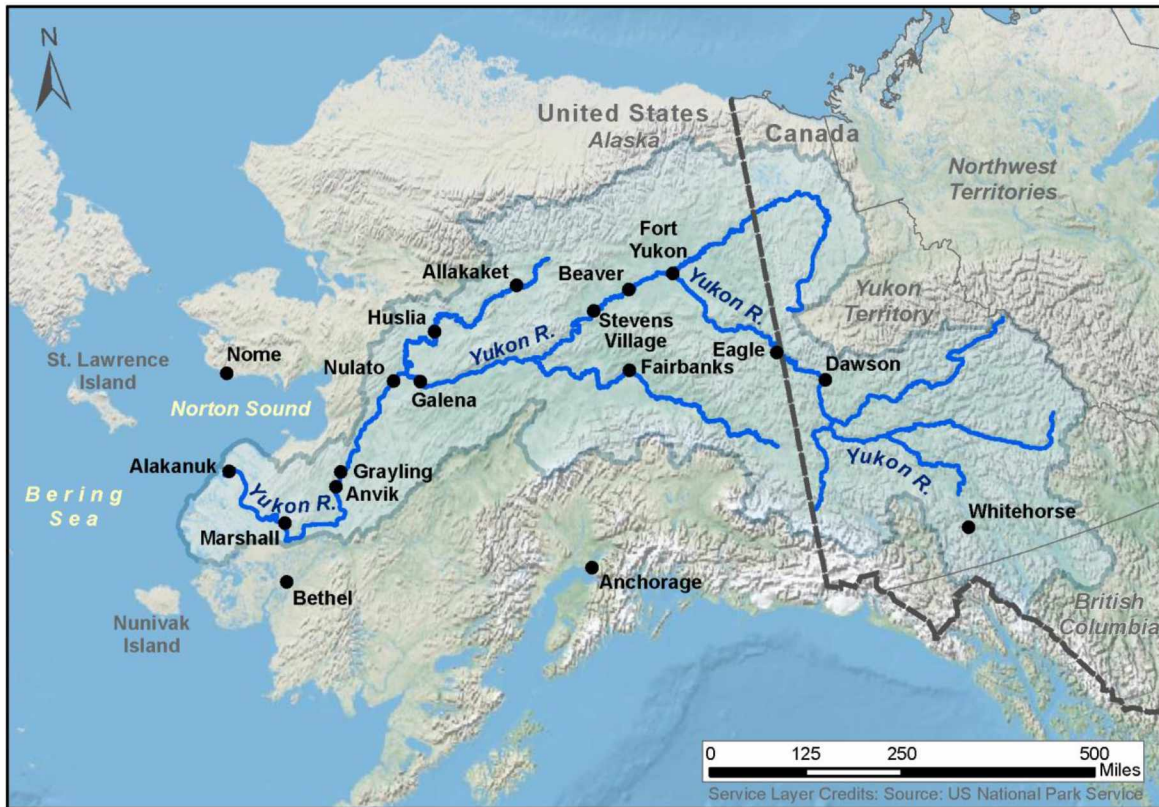 N
United States
Alaska
Canada
Northwest
Territories
Fort
Yukon
Allakaket
Beaver
Yukon R.
Yukon
Territory
Huslia
Stevens
Village
Yukon R.
Eagle
Nome
St. Lawrence
Island
Nulato
Fairbanks
Dawson
Galena
Norton Sound
Alakanuk
Grayling
Yukon R.
Anvik
Yukon R.
Bering
Sea
Marshall
Whitehorse
Bethel
Anchorage
Nunivak
Island
British
Columbia
0 125 250 500
Miles
Service Layer Credits: Source: US National Park Service